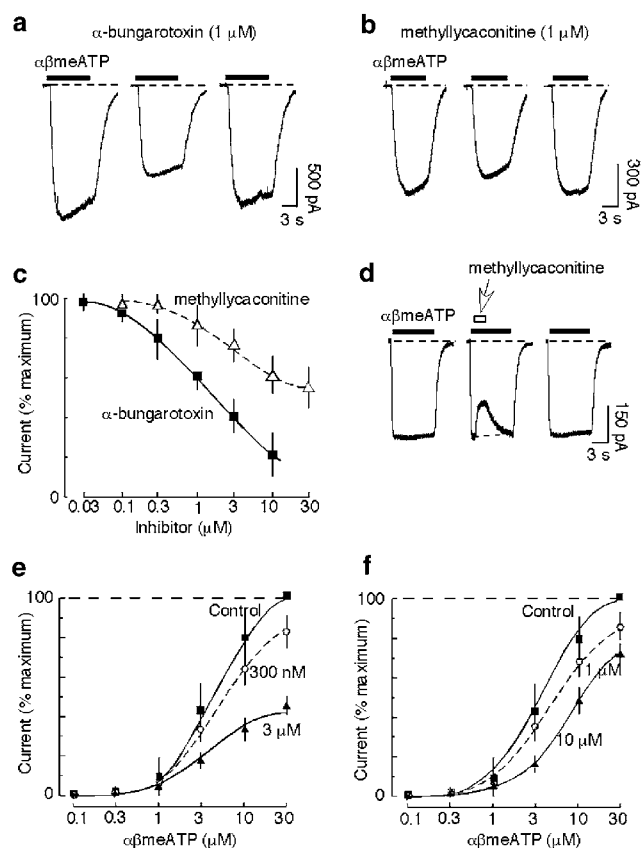 a
α-bungarotoxin (1 μM)
αβmeATP
500 pA
3 s
b
methyllycaconitine (1 μM)
αβmeATP
300 pA
3 s
c
100
methyllycaconitine
α-bungarotoxin
0
Current (% maximum)
0.03 0.1 0.3 1 3 10 30
Inhibitor
(μM)
d
methyllycaconitine
αβmeATP
150 pA
3 s
e
100
Control
300 nM
3 μM
0
Current (% maximum)
0.1 0.3 1 3 10 30
αβmeATP (μM)
f
100
Control
1 μM
10 μM
0
Current (% maximum)
0.1 0.3 1 3 10 30
αβmeATP (μM)